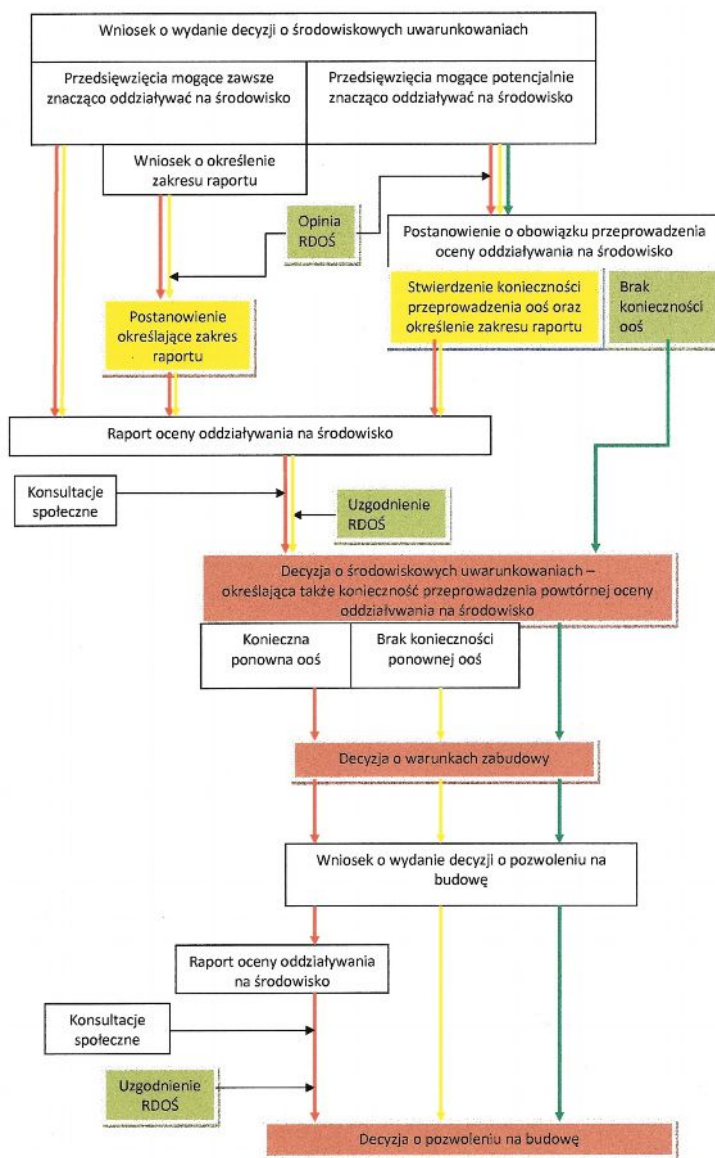 Wniosek o wydanie decyzji o środowiskowych uwarunkowaniach
Przedsięwzięcia mogące zawsze
znacząco oddziaływać na środowisko
Przedsięwzięcia mogące potencjalnie
znacząco oddziaływać na środowisko
Wniosek o określenie
zakresu raportu
Opinia
RDOŚ
Postanowienie o obowiązku przeprowadzenia
oceny oddziaływania na środowisko
Postanowienie
określające zakres
raportu
Stwierdzenie konieczności
przeprowadzenia ooś oraz
określenie zakresu raportu
Brak
konieczności
ooś
Raport oceny oddziaływania na środowisko
Konsultacje
społeczne
Uzgodnienie
RDOŚ
Decyzja o środowiskowych uwarunkowaniach –
określająca także konieczność przeprowadzenia powtórnej oceny
oddziaływania na środowisko
Konieczna
ponowna ooś
Brak konieczności
ponownej ooś
Decyzja o warunkach zabudowy
Wniosek o wydanie decyzji o pozwoleniu na
budowę
Raport oceny oddziaływania
na środowisko
Konsultacje
społeczne
Uzgodnienie
RDOŚ
Decyzja o pozwoleniu na budowę